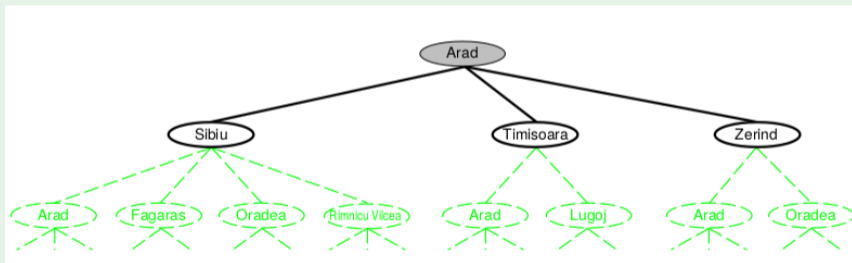 Arad
Sibiu
Timisoara
Zerind
Arad
Fagaras
Oradea
Rimnicu Vilcea
Arad
Lugoj
Arad
Oradea